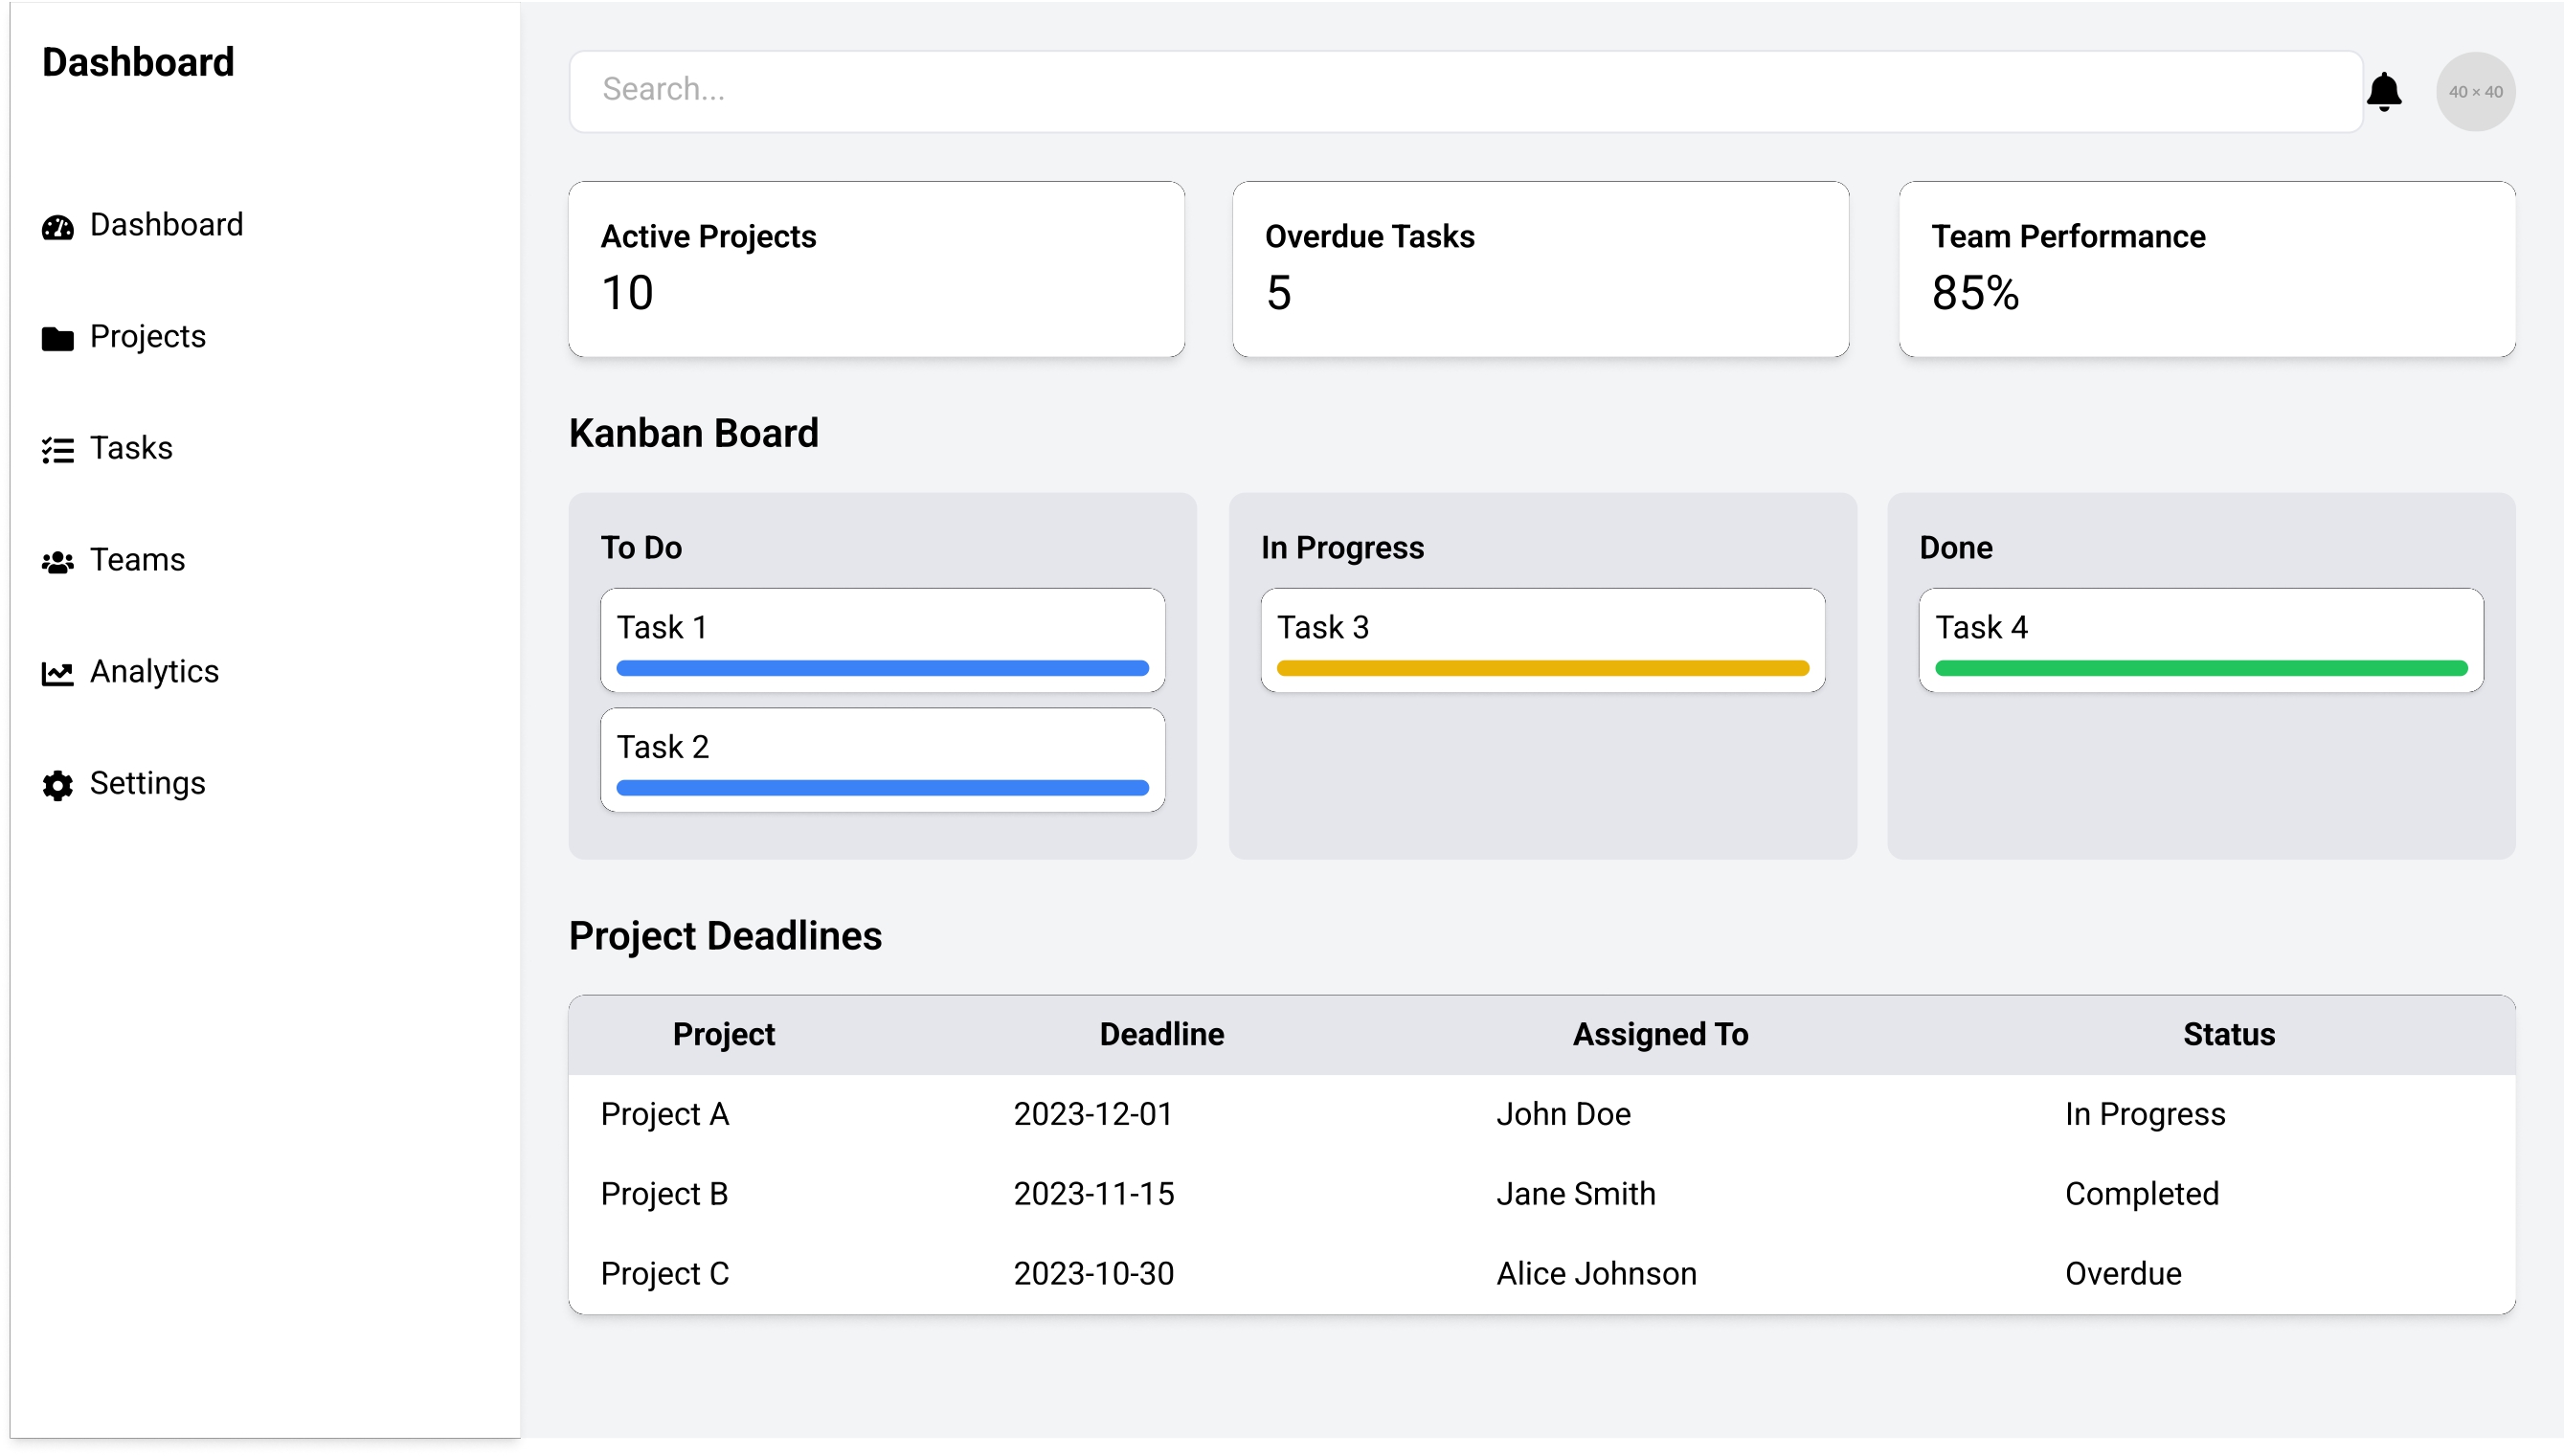 Dashboard
Dashboard
Projects
Tasks
Teams
Analytics
Settings
Search...
40 × 40
Active Projects
10
Overdue Tasks
5
Team Performance
85%
Kanban Board
To Do
Task 1
Task 2
In Progress
Task 3
Done
Task 4
Project Deadlines
Project Deadline Assigned To Status
Project A 2023-12-01 John Doe In Progress
Project B 2023-11-15 Jane Smith Completed
Project C 2023-10-30 Alice Johnson Overdue